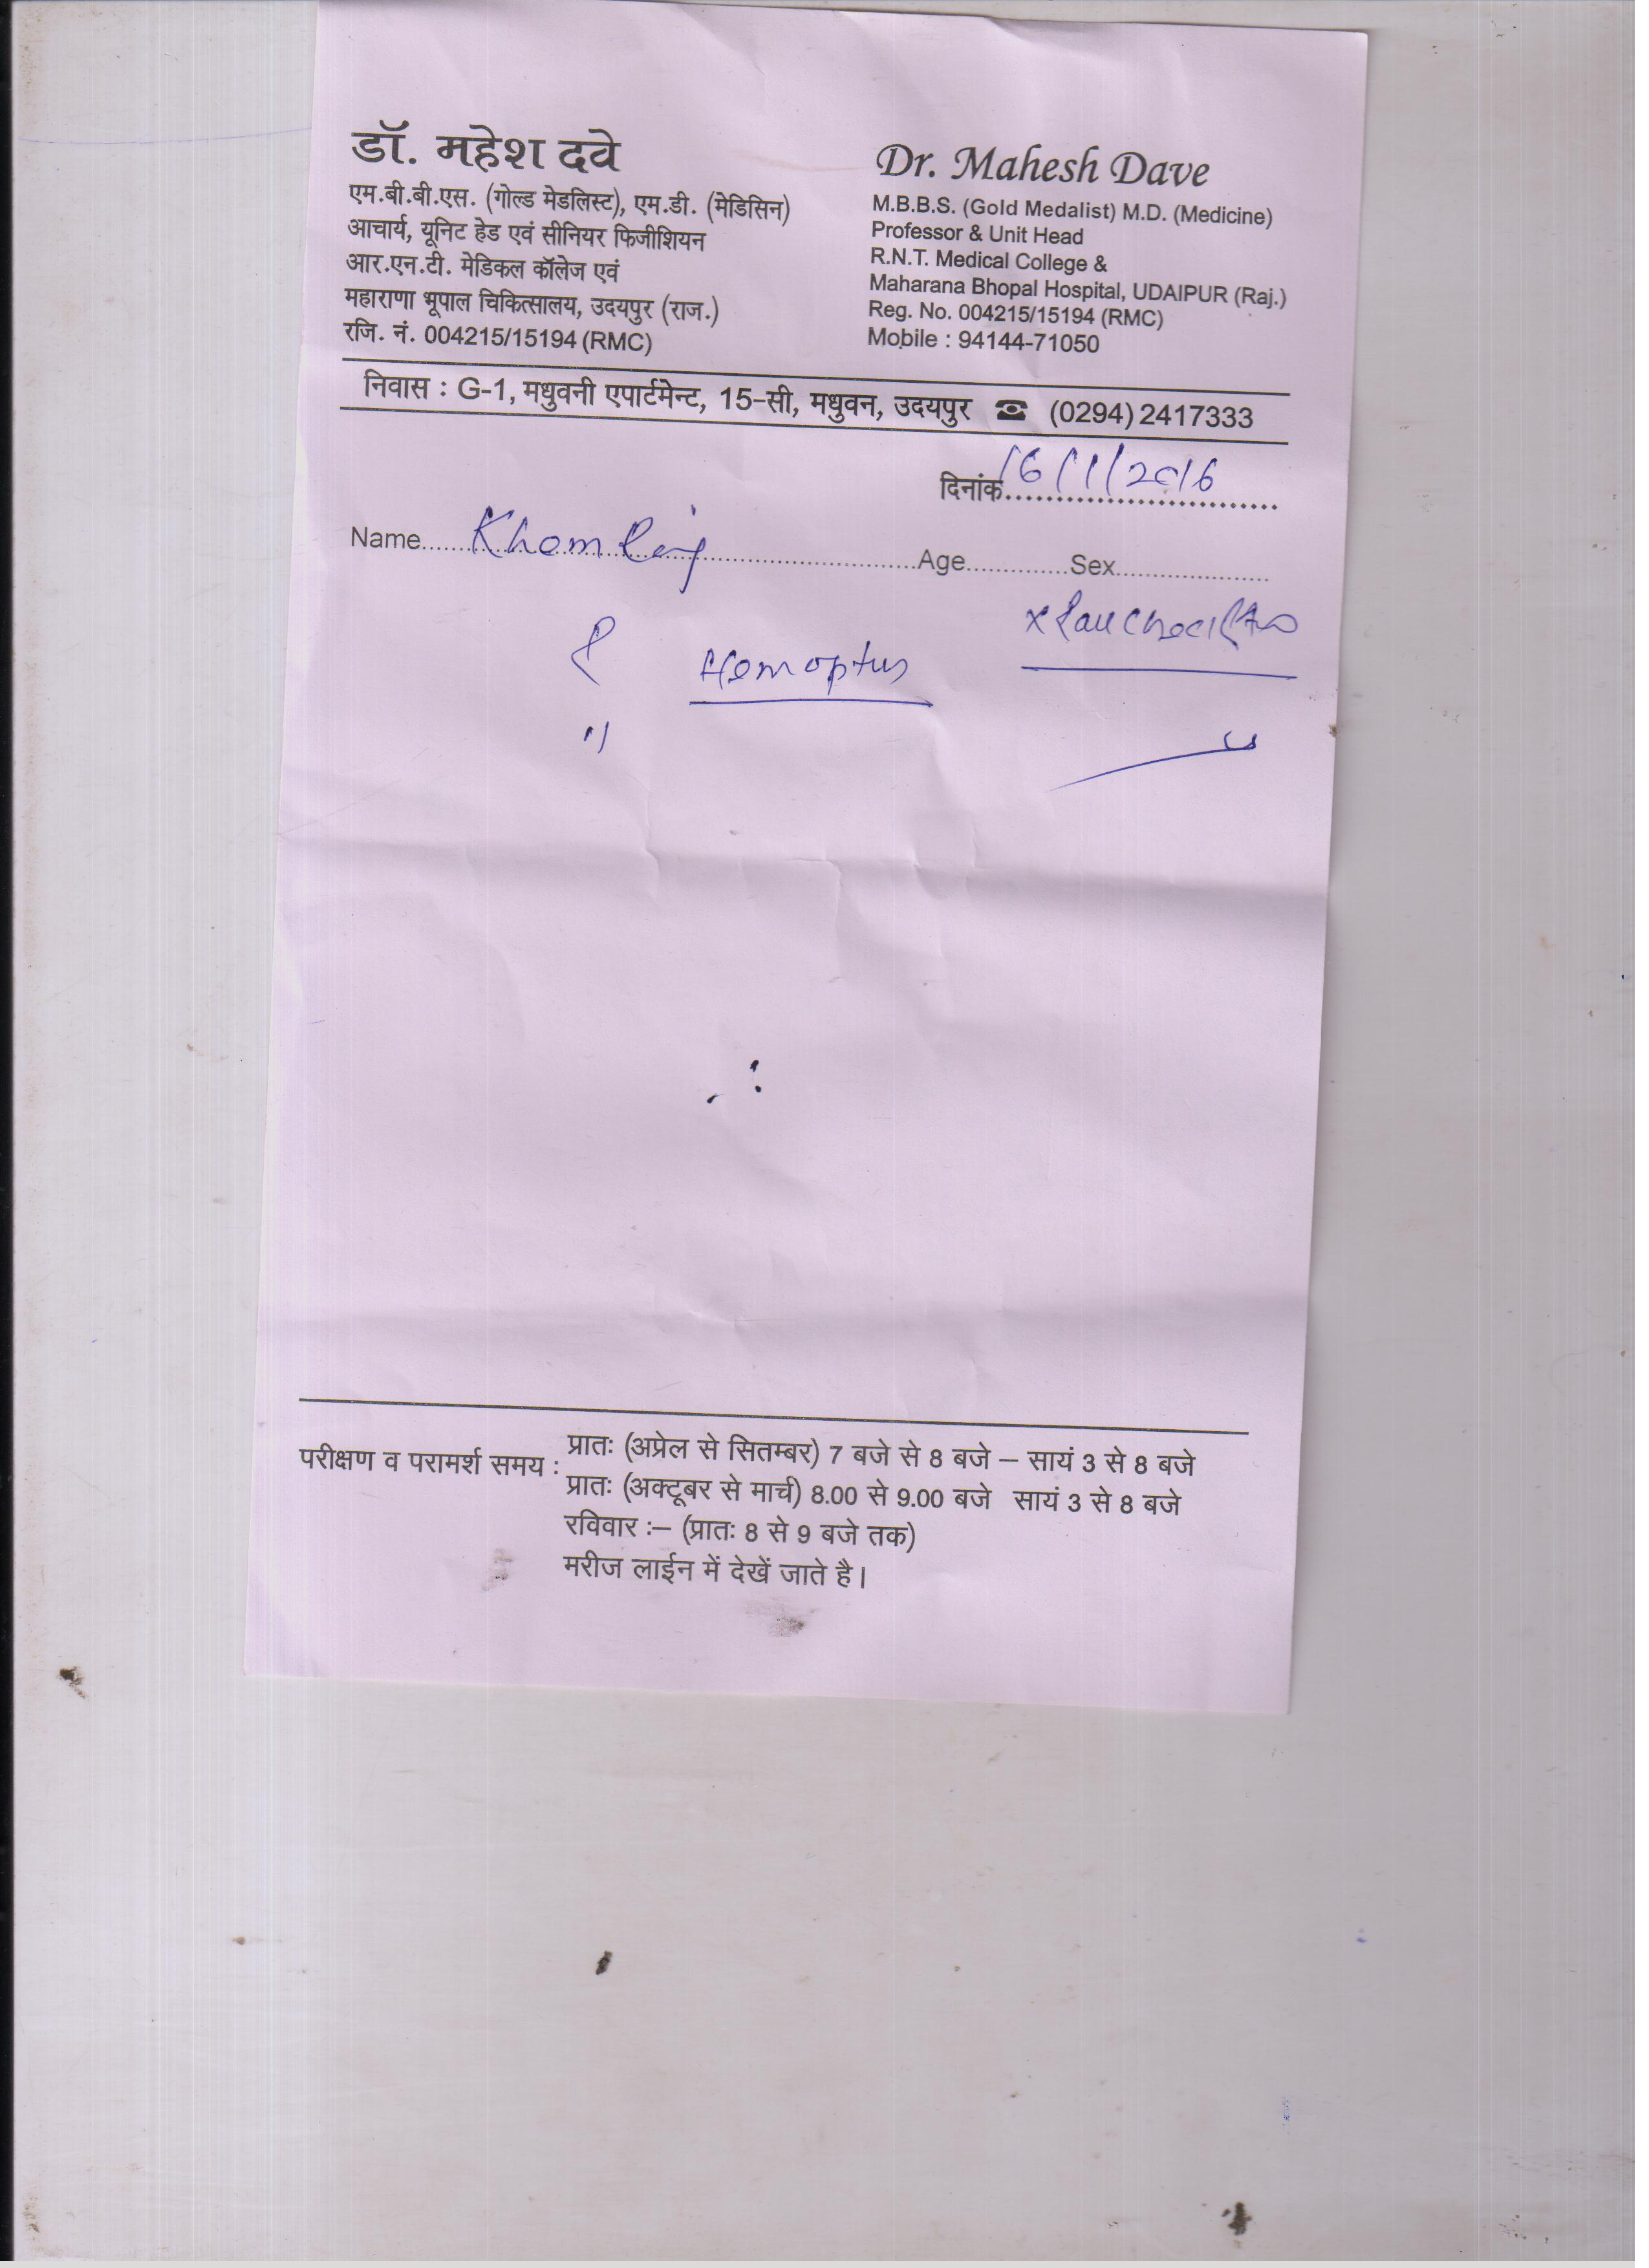 डॉ. महेश दवे
एम.बी.बी.एस. (गोल्ड मेडलिस्ट), एम.डी. (मेडिसिन)
आचार्य, यूनिट हेड एवं सीनियर फिजीशियन
आर.एन.टी. मेडिकल कॉलेज एवं
महाराणा भूपाल चिकित्सालय, उदयपुर (राज.)
रजि. नं. 004215/15194 (RMC)
Dr. Mahesh Dave
M.B.B.S. (Gold Medalist) M.D. (Medicine)
Professor & Unit Head
R.N.T. Medical College &
Maharana Bhopal Hospital, UDAIPUR (Raj.)
Reg. No. 004215/15194 (RMC)
Mobile : 94144-71050
निवास : G-1, मधुवनी एपार्टमेन्ट, 15-सी, मधुवन, उदयपुर ☎ (0294) 2417333
दिनांक 16/1/2016
Name Khem Age Sex
परीक्षण व परामर्श समय : प्रातः (अप्रेल से सितम्बर) 7 बजे से 8 बजे – सायं 3 से 8 बजे
प्रातः (अक्टूबर से मार्च) 8.00 से 9.00 बजे सायं 3 से 8 बजे
रविवार :– (प्रातः 8 से 9 बजे तक)
मरीज लाईन में देखें जाते है।